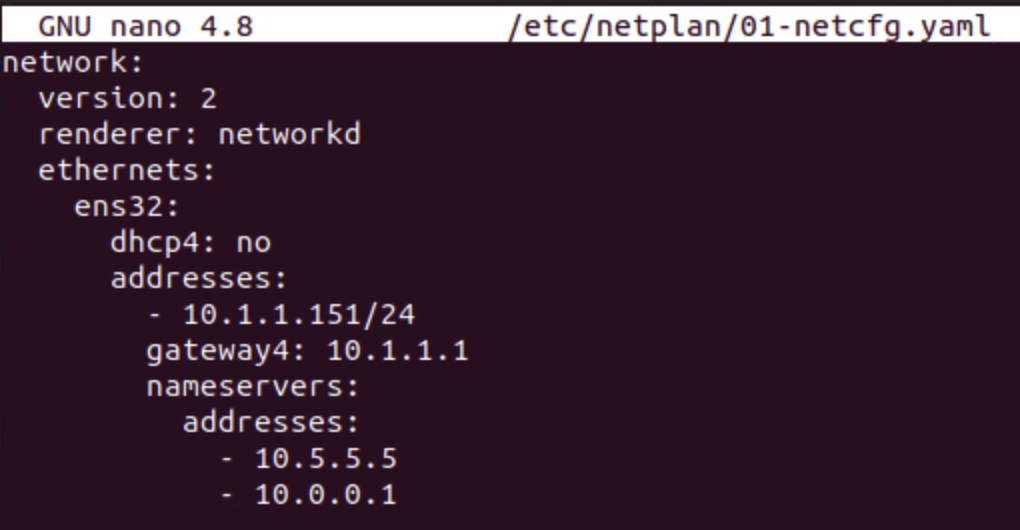 GNU nano 4.8 /etc/netplan/01-netcfg.yaml
network:
  version: 2
  renderer: networkd
  ethernets:
    ens32:
      dhcp4: no
      addresses:
        - 10.1.1.151/24
        gateway4: 10.1.1.1
        nameservers:
          addresses:
            - 10.5.5.5
            - 10.0.0.1